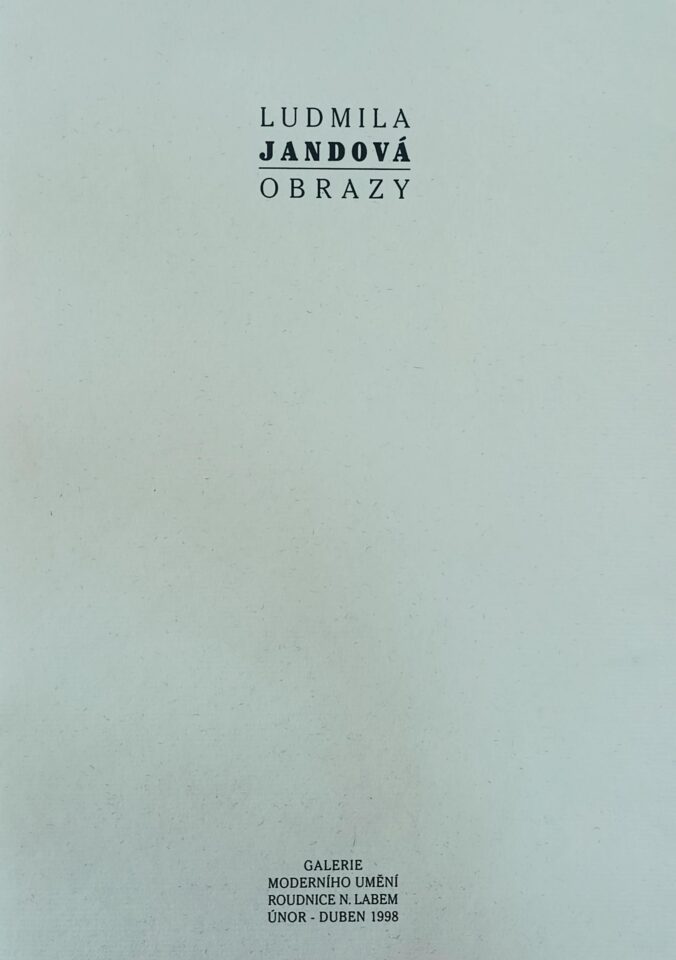 LUDMILA
JANDOVÁ
OBRAZY
GALERIE
MODERNÍHO UMĚNÍ
ROUDNICE N. LABEM
ÚNOR - DUBEN 1998